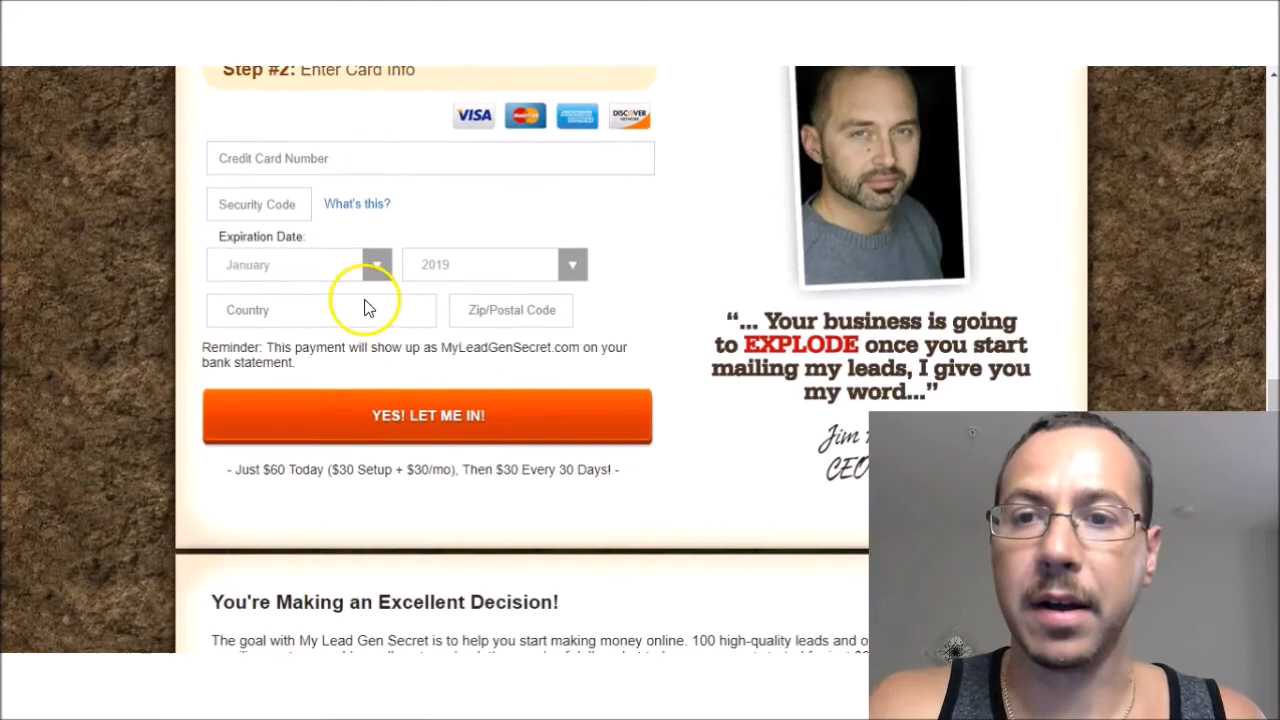 Step #2: Enter Card Info
VISA
MasterCard
DISCOVER
NETWORK
Credit Card Number
Security Code
What's this?
Expiration Date:
January
2019
Country
Zip/Postal Code
Reminder: This payment will show up as MyLeadGenSecret.com on your
bank statement.
YES! LET ME IN!
- Just $60 Today ($30 Setup + $30/mo), Then $30 Every 30 Days! -
“... Your business is going
to EXPLODE once you start
mailing my leads, I give you
my word...”
Jim
CEO
You're Making an Excellent Decision!
The goal with My Lead Gen Secret is to help you start making money online. 100 high-quality leads and